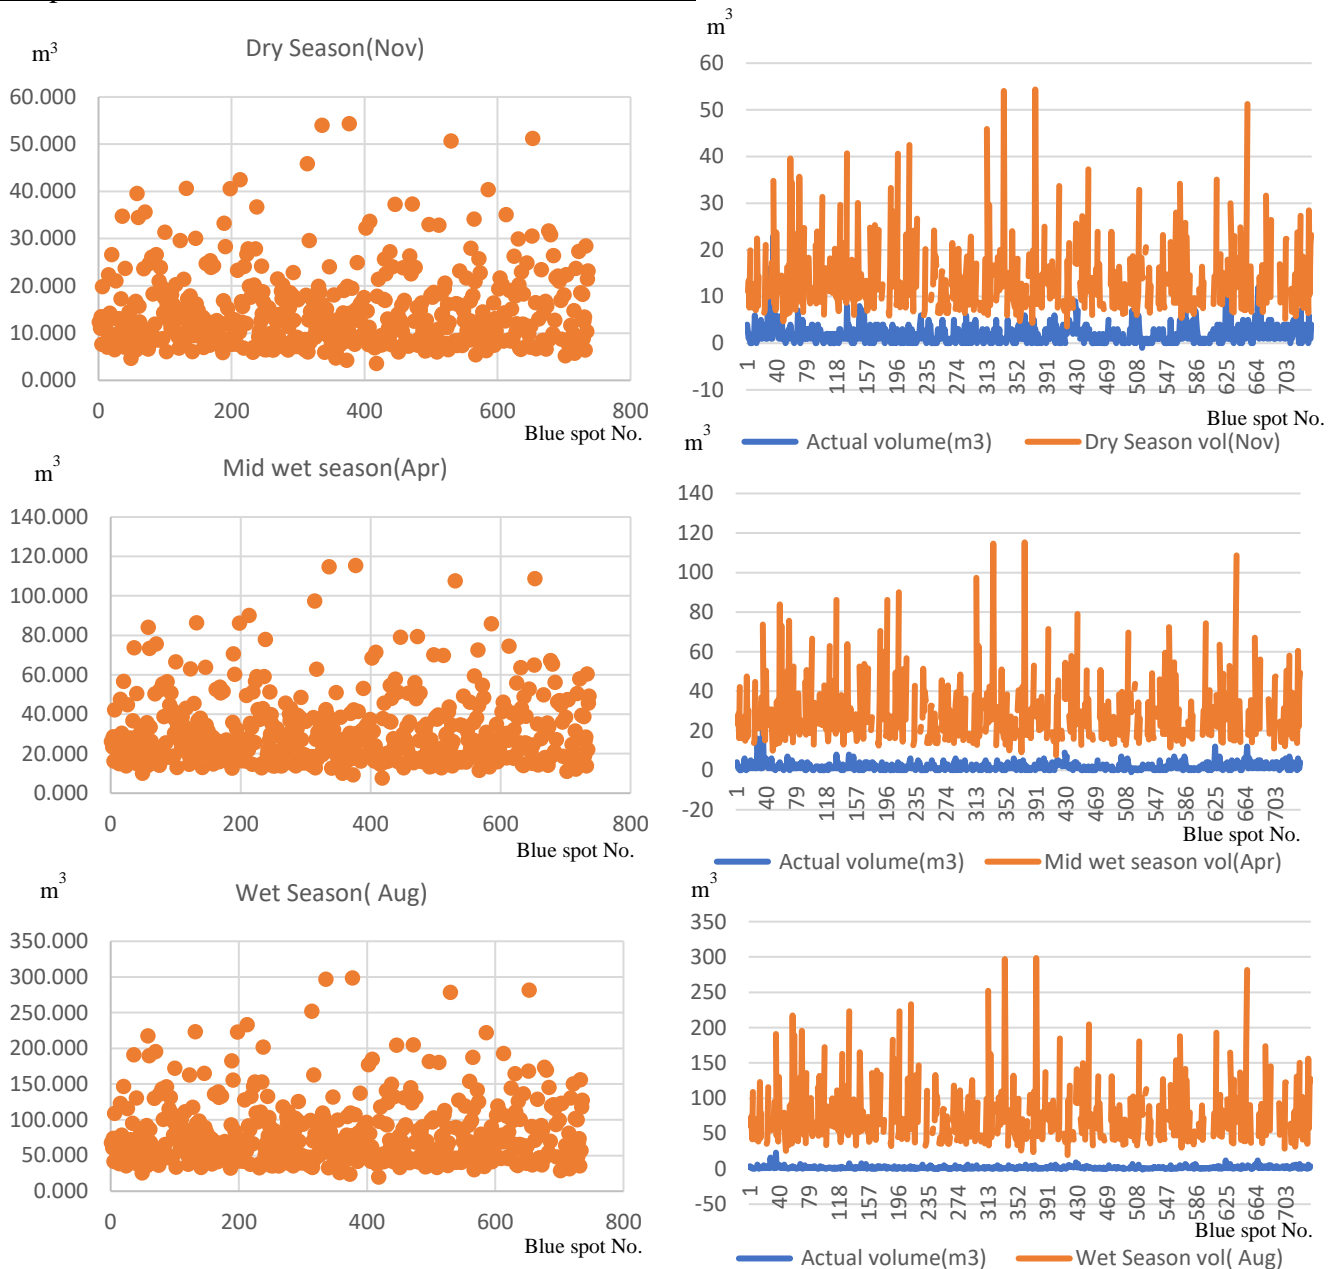 m3
Dry Season(Nov)
60.000
50.000
40.000
30.000
20.000
10.000
0.000
0 200 400 600 800
Blue spot No.
m3
60
50
40
30
20
10
0
-10
1 40 79 118 157 196 235 274 313 352 391 430 469 508 547 586 625 664 703
Blue spot No.
Actual volume(m3) Dry Season vol(Nov)
m3
Mid wet season(Apr)
140.000
120.000
100.000
80.000
60.000
40.000
20.000
0.000
0 200 400 600 800
Blue spot No.
m3
140
120
100
80
60
40
20
0
-20
1 40 79 118 157 196 235 274 313 352 391 430 469 508 547 586 625 664 703
Blue spot No.
Actual volume(m3) Mid wet season vol(Apr)
m3
Wet Season( Aug)
350.000
300.000
250.000
200.000
150.000
100.000
50.000
0.000
0 200 400 600 800
Blue spot No.
m3
350
300
250
200
150
100
50
0
-50
1 40 79 118 157 196 235 274 313 352 391 430 469 508 547 586 625 664 703
Blue spot No.
Actual volume(m3) Wet Season vol( Aug)